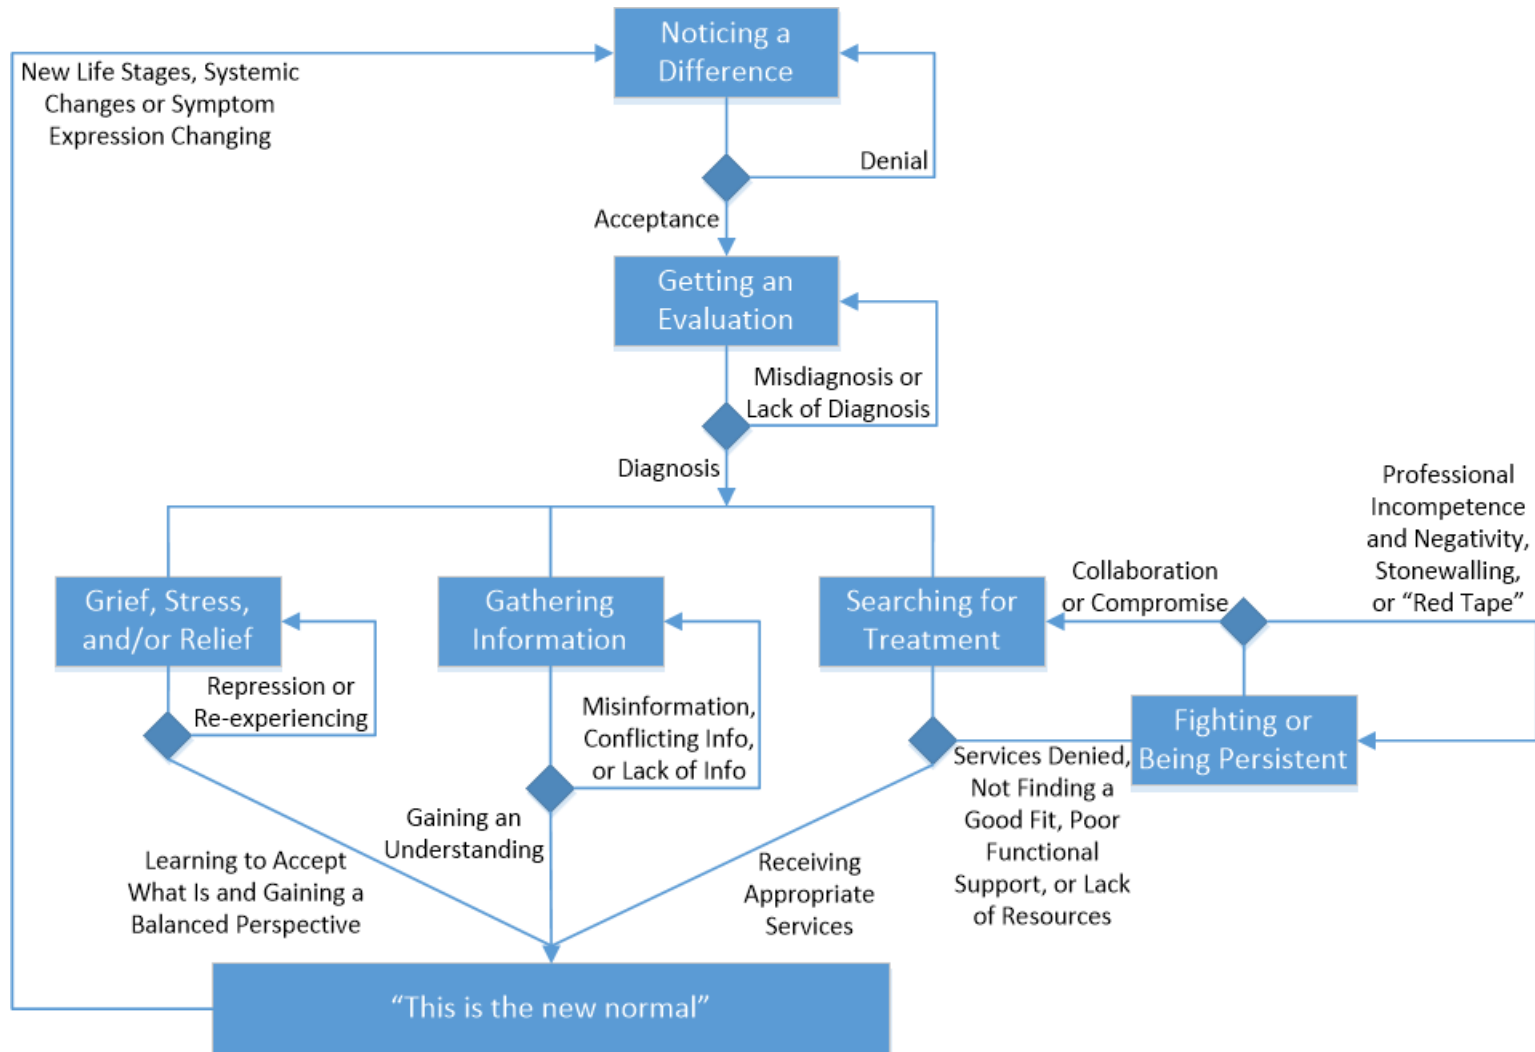 Noticing a
Difference
New Life Stages, Systemic
Changes or Symptom
Expression Changing
Denial
Acceptance
Getting an
Evaluation
Misdiagnosis or
Lack of Diagnosis
Diagnosis
Professional
Incompetence
and Negativity,
Stonewalling,
or “Red Tape”
Collaboration
or Compromise
Grief, Stress,
and/or Relief
Gathering
Information
Searching for
Treatment
Repression or
Re-experiencing
Misinformation,
Conflicting Info,
or Lack of Info
Fighting or
Being Persistent
Services Denied,
Not Finding a
Good Fit, Poor
Functional
Support, or Lack
of Resources
Gaining an
Understanding
Learning to Accept
What Is and Gaining a
Balanced Perspective
Receiving
Appropriate
Services
“This is the new normal”